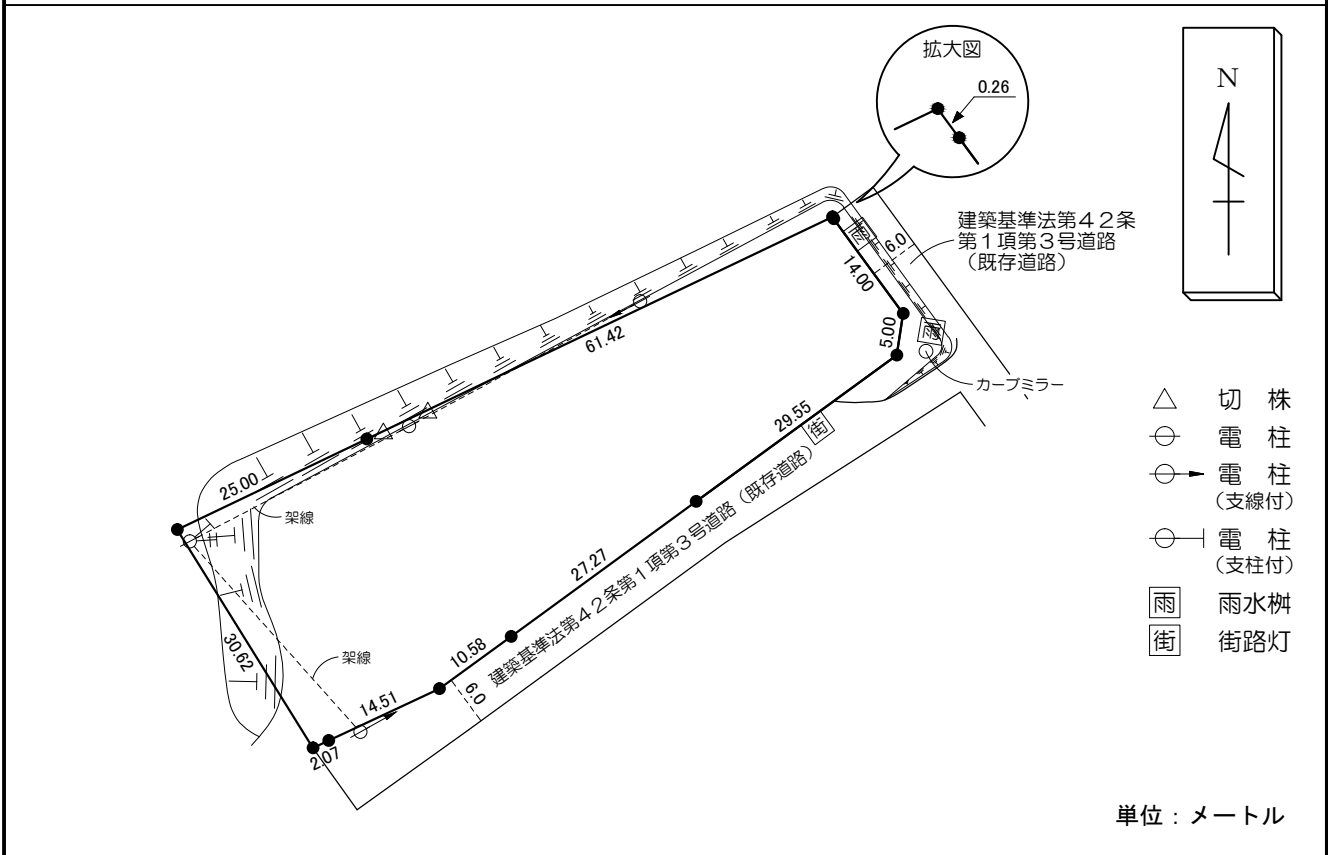 拡大図
0.26
N
建築基準法第42条
第1項第3号道路
(既存道路)
6.0
雨
14.00
61.42
5.00
雨
カーブミラー
29.55
街
25.00
架線
27.27
建築基準法第42条第1項第3号道路(既存道路)
30.62
架線
10.58
6.0
14.51
2.07
切 株
電 柱
電 柱
(支線付)
電 柱
(支柱付)
雨 雨水桝
街 街路灯
単位:メートル